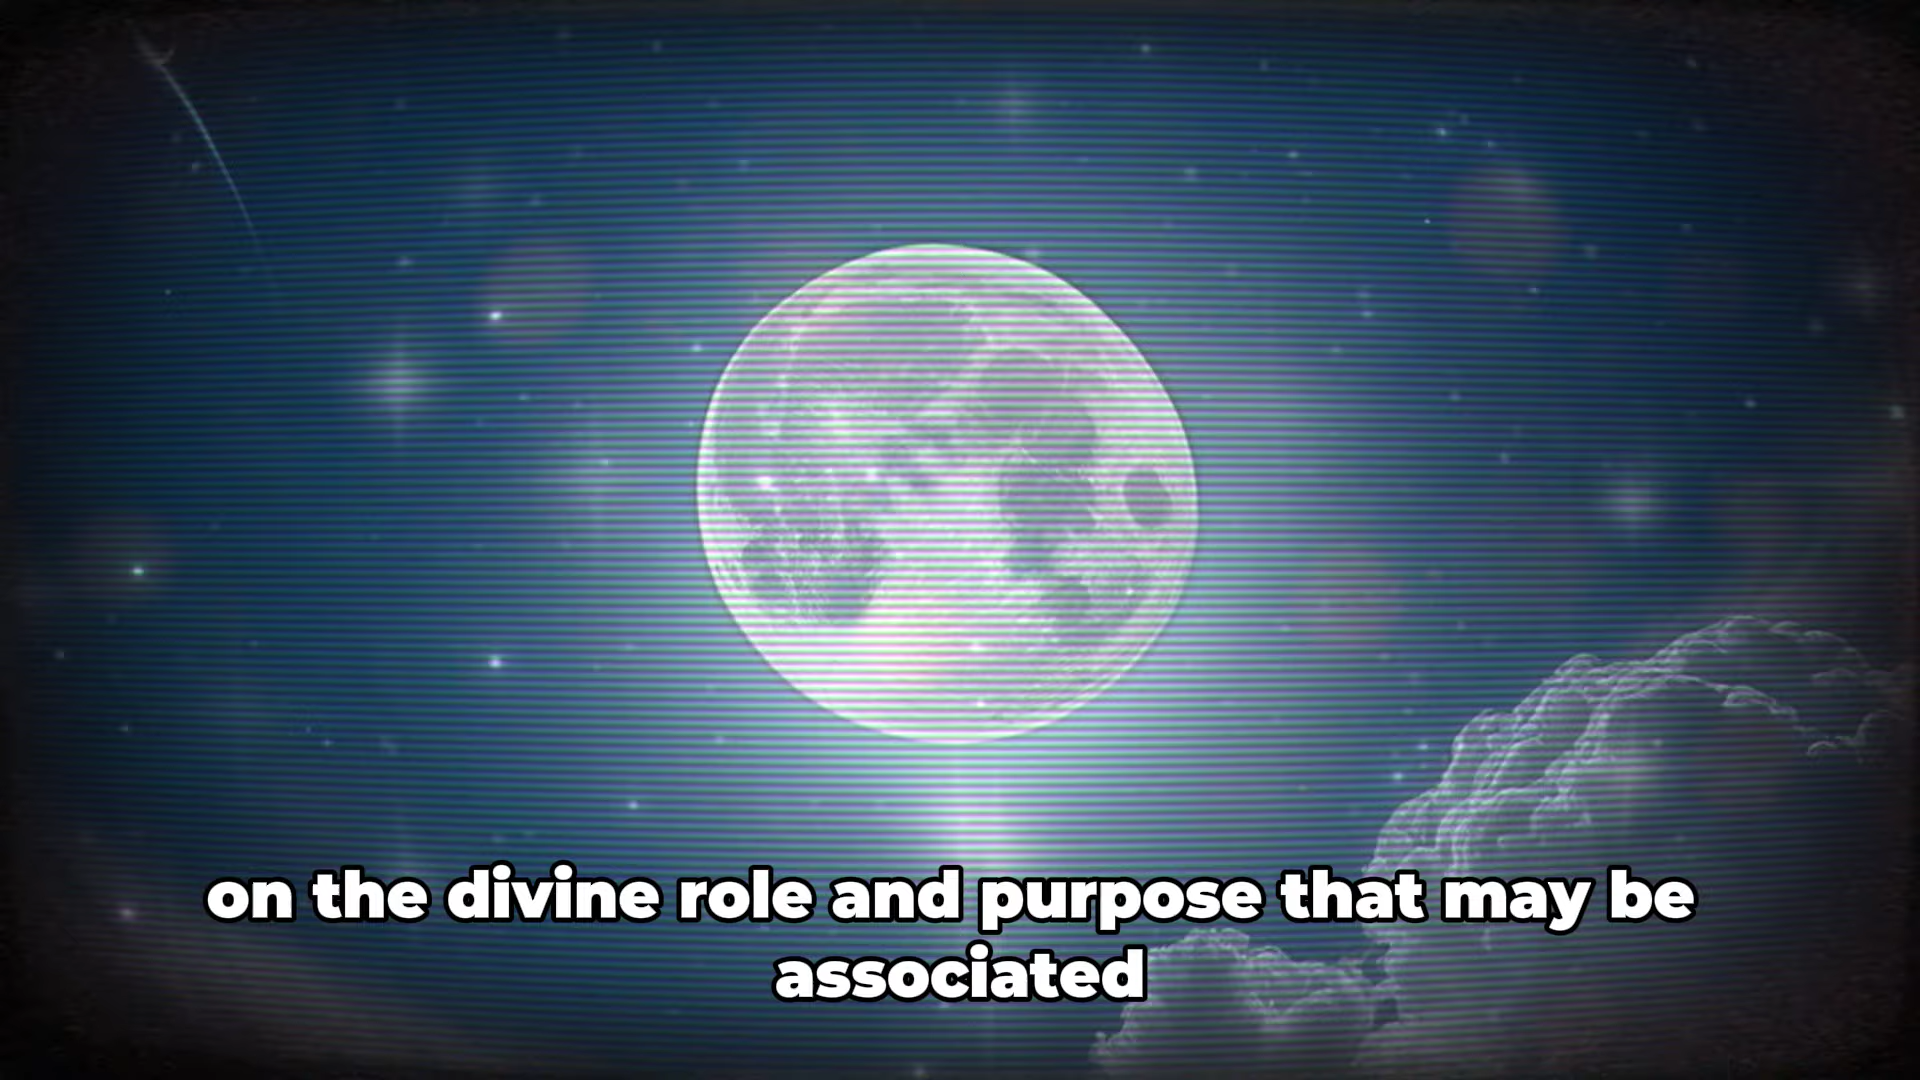 on the divine role and purpose that may be
associated